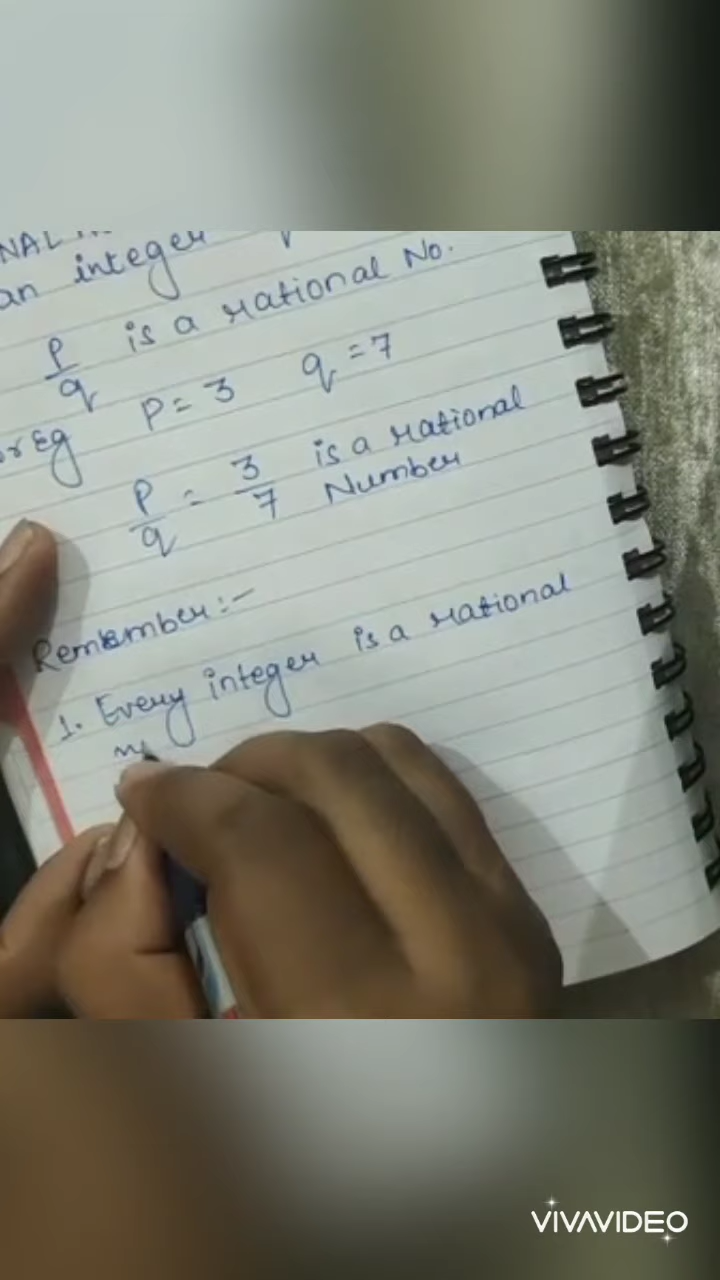 an integer
p/q is a rational No.
Eg p = 3 q = 7
p/q = 3/7 is a rational
Number
Remember:-
1. Every integer is a rational
VIVAVIDEO